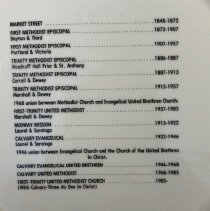 MARKET STREET 1848-1872
FIRST METHODIST EPISCOPAL 1873-1907
Dayton & Third
FIRST METHODIST EPISCOPAL 1907-1957
Portland & Victoria
TRINITY METHODIST EPISCOPAL 1886-1887
Woodruff Hall Prior & St. Anthony
TRINITY METHODIST EPISCOPAL 1887-1913
Carroll & Dewey
TRINITY METHODIST EPISCOPAL 1913-1957
Marshall & Dewey
1968 union between Methodist Church and Evangelical United Brethren Church:
FIRST-TRINITY UNITED METHODIST 1957-1985
Marshall & Dewey
MIDWAY MISSION 1913-1922
Laurel & Saratoga
CALVARY EVANGELICAL 1922-1946
Laurel & Saratoga
1946 union between Evangelical Church and the Church of the United Brethren
In Christ:
CALVARY EVANGELICAL UNITED BRETHREN 1946-1968
CALVARY UNITED METHODIST 1968-1985
FIRST-TRINITY UNITED METHODIST CHURCH 1985-
(With Calvary-Three As One In Christ)